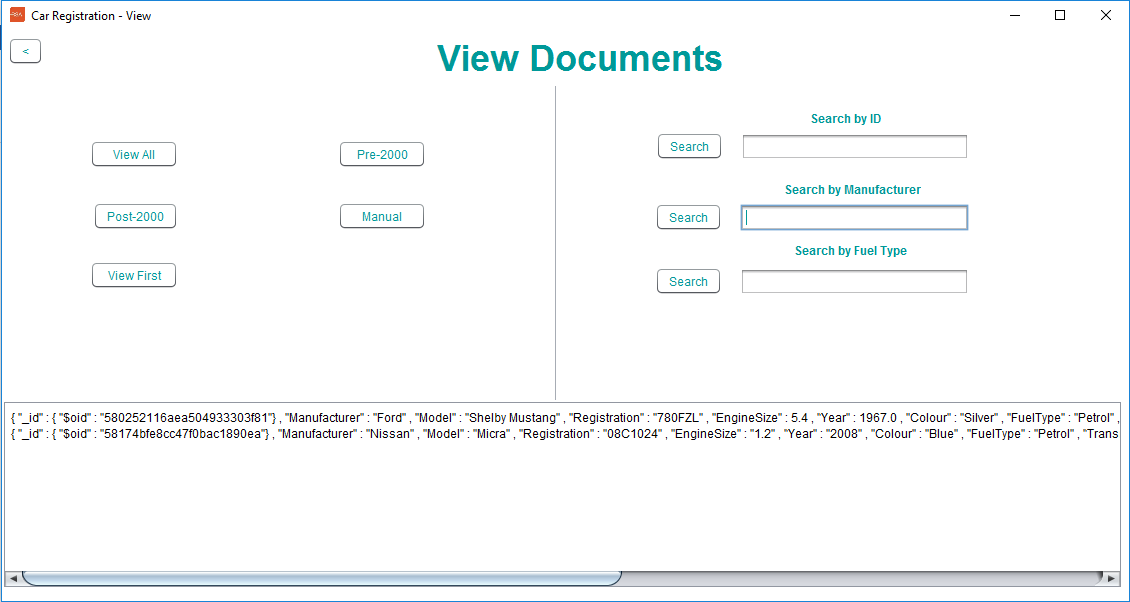 Car Registration - View
<
View Documents
View All
Pre-2000
Post-2000
Manual
View First
Search by ID
Search
Search by Manufacturer
Search
Search by Fuel Type
Search
{ "_id" : { "$oid" : "580252116aea504933303f81"} , "Manufacturer" : "Ford" , "Model" : "Shelby Mustang" , "Registration" : "780FZL" , "EngineSize" : 5.4 , "Year" : 1967.0 , "Colour" : "Silver" , "FuelType" : "Petrol" ,
{ "_id" : { "$oid" : "58174bfe8cc47f0bac1890ea"} , "Manufacturer" : "Nissan" , "Model" : "Micra" , "Registration" : "08C1024" , "EngineSize" : "1.2" , "Year" : "2008" , "Colour" : "Blue" , "FuelType" : "Petrol" , "Trans